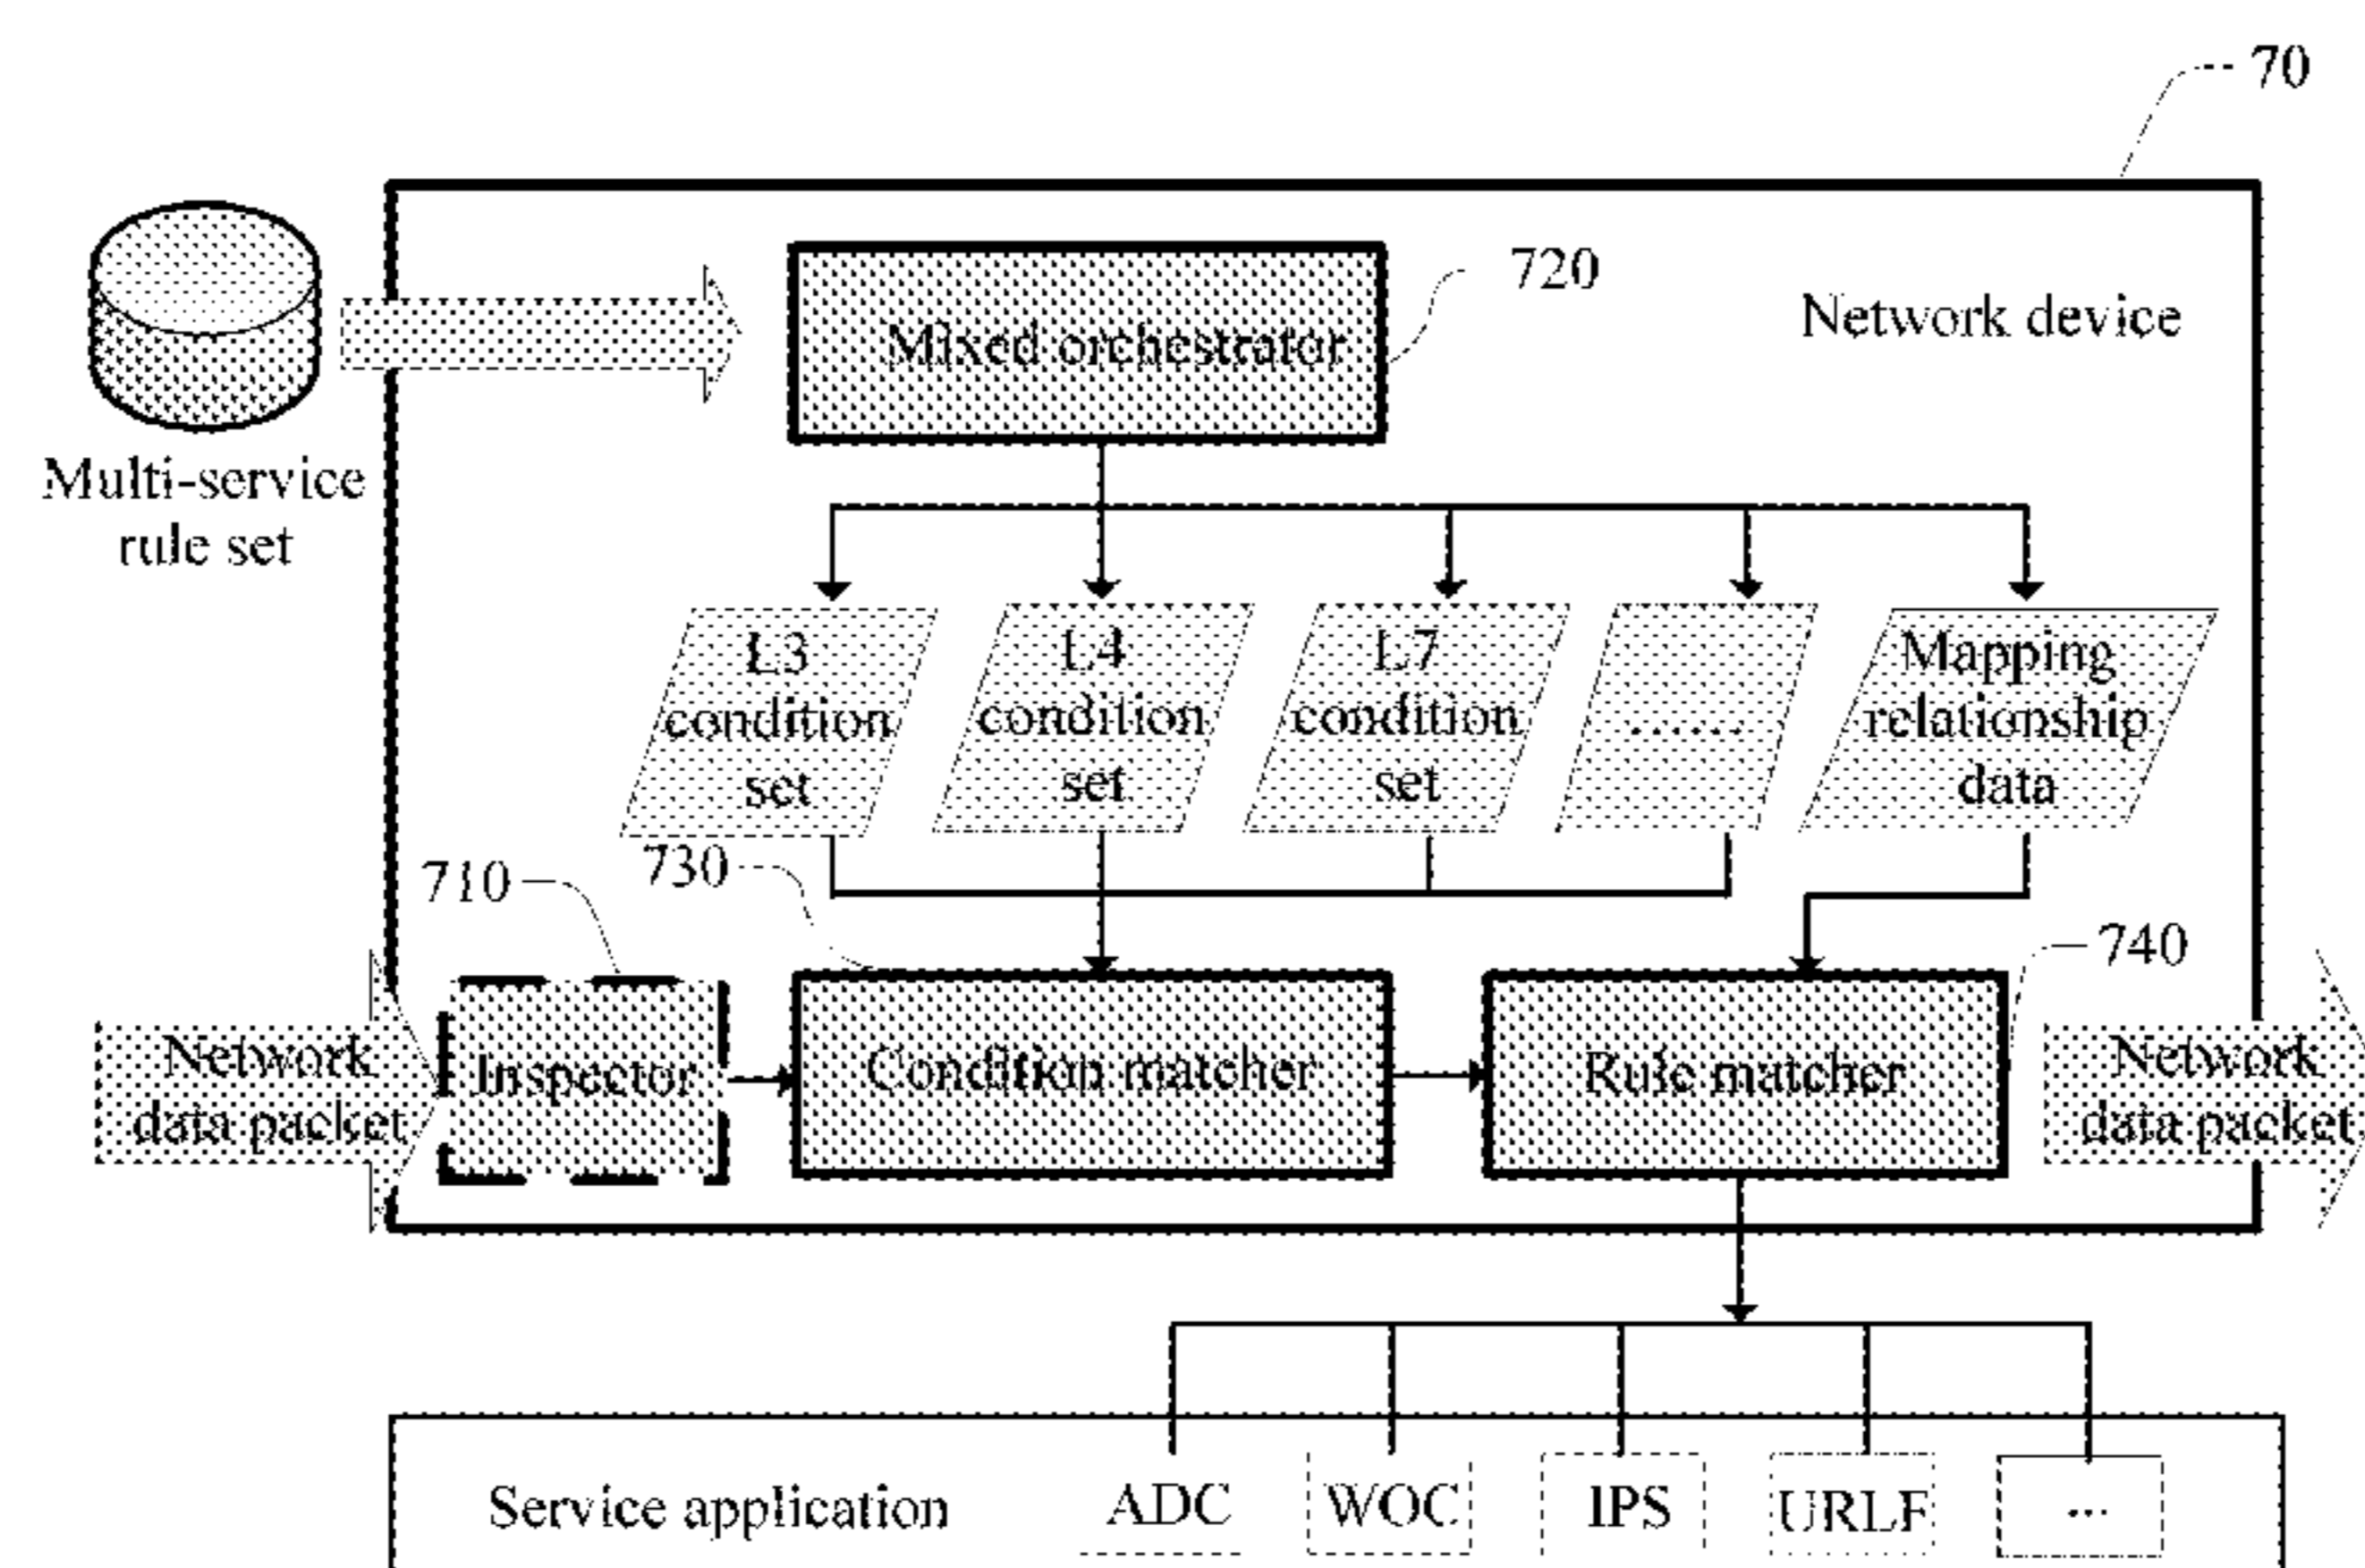 70
720
Mixed orchestrator
Network device
Multi-service
rule set
L3
condition
set
L4
condition
set
L7
condition
set
.......
Mapping
relationship
data
710
730
740
Network
data packet
Inspector
Condition matcher
Rule matcher
Network
data packet
Service application
ADC
WOC
IPS
URLF
...